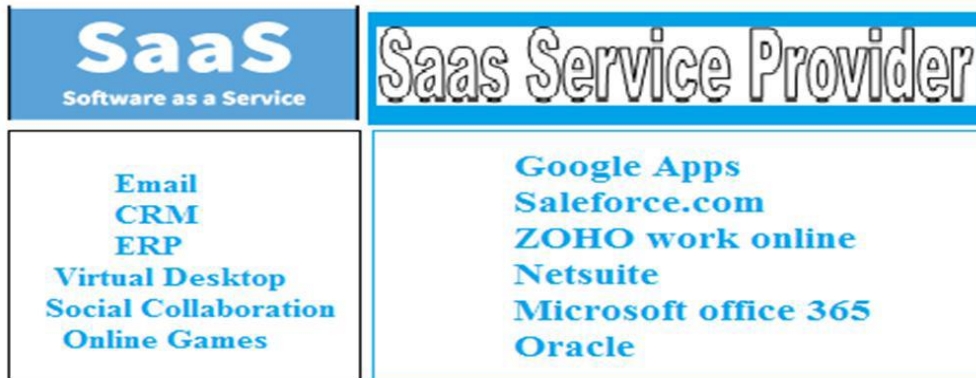 SaaS
Software as a Service
Saas Service Provider
Email
CRM
ERP
Virtual Desktop
Social Collaboration
Online Games
Google Apps
Saleforce.com
ZOHO work online
Netsuite
Microsoft office 365
Oracle